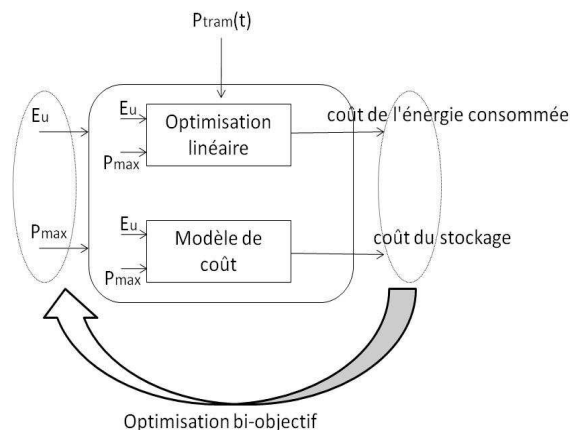 Ptram(t)
Eu
Eu
Optimisation
linéaire
Pmax
coût de l'énergie consommée
Pmax
Eu
Modèle de
coût
Pmax
coût du stockage
Optimisation bi-objectif